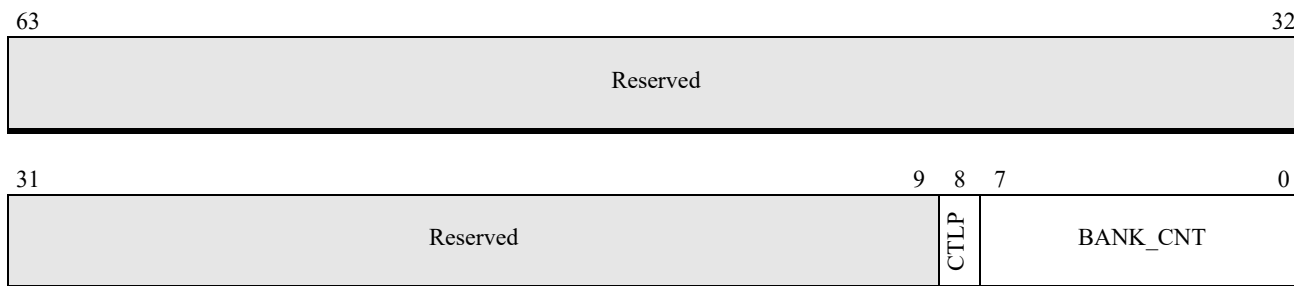 63 32
Reserved
31 9 8 7 0
Reserved CTLP BANK_CNT